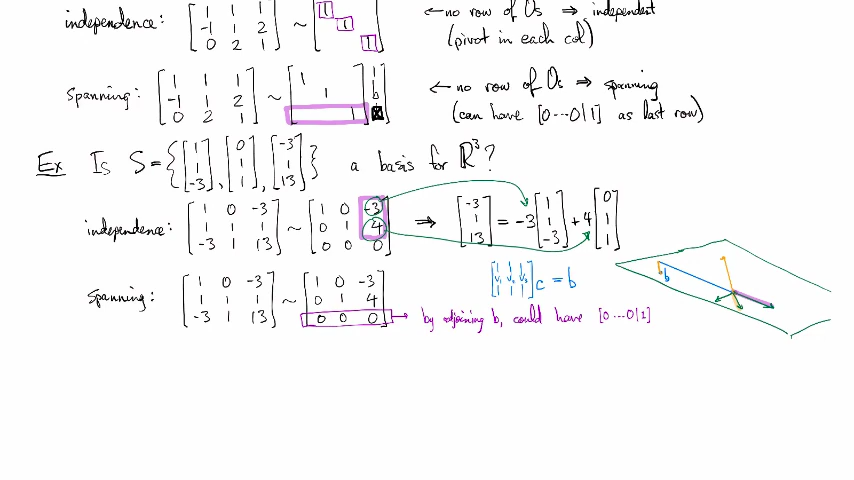 independence: [1 1 1; -1 1 2; 0 2 1] ~ [1; 1; 1] ← no row of 0s ⇒ independent
(pivot in each col)
spanning: [1 1 1; -1 1 2; 0 2 1] ~ [1; 1; 1 | 1] ← no row of 0s ⇒ spanning
(can have [0 ⋯ 0|1] as last row)
Ex Is S = {[1; 1; -3], [0; 1; 1], [-3; 1; 13]} a basis for ℝ³?
independence: [1 0 -3; 1 1 1; -3 1 13] ~ [1 0 -3; 0 1 4; 0 0 0] ⇒ [-3; 1; 13] = -3 [1; 1; -3] + 4 [0; 1; 1]
[v₁ v₂ v₃] c = b
b
spanning: [1 0 -3; 1 1 1; -3 1 13] ~ [1 0 -3; 0 1 4; 0 0 0] → by adjoining b, could have [0 ⋯ 0|1]